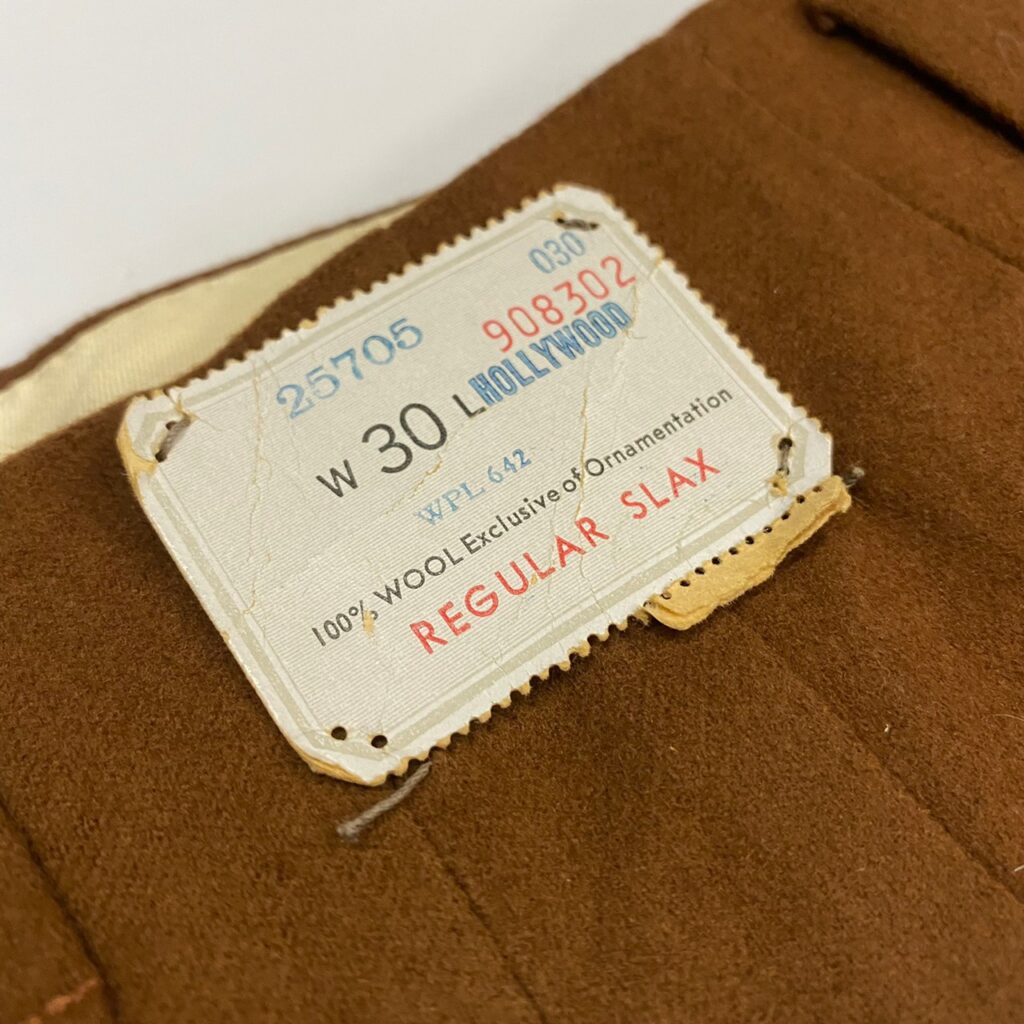 030
25705 908302
W 30 L HOLLYWOOD
WPL 642
100% WOOL Exclusive of Ornamentation
REGULAR SLAX